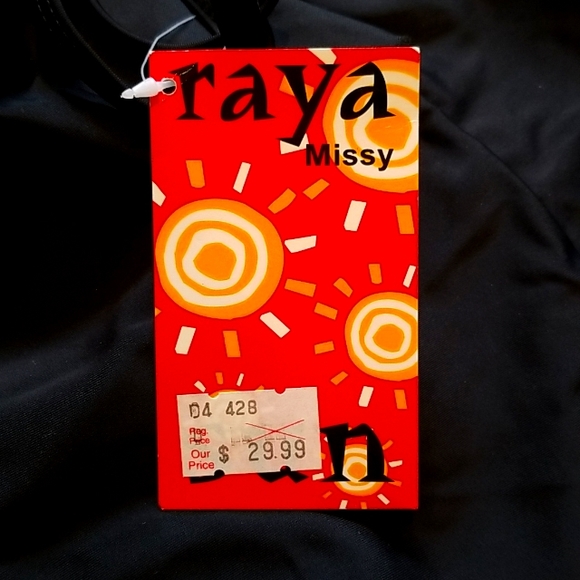 raya
Missy
D4 428
Reg.
Price
Our
Price
$ 29.99
n